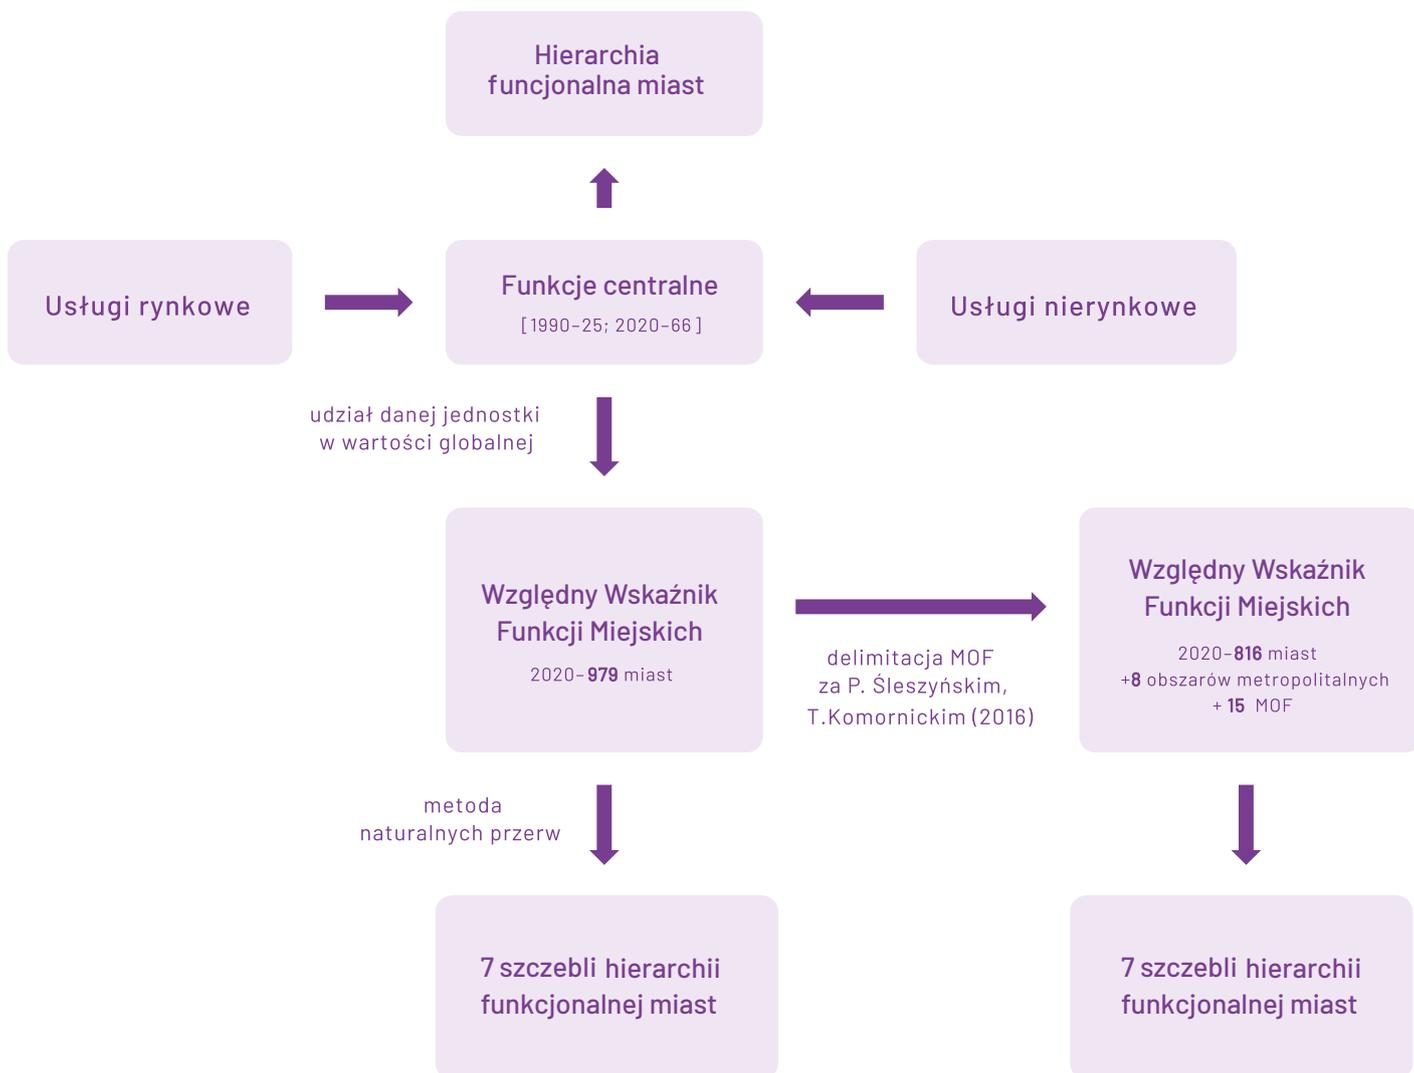 Hierarchia
funcjonalna miast
Usługi rynkowe
Funkcje centralne
[1990–25; 2020–66]
Usługi nierynkowe
udział danej jednostki
w wartości globalnej
Względny Wskaźnik
Funkcji Miejskich
2020–979 miast
delimitacja MOF
za P. Śleszyńskim,
T.Komornickim (2016)
Względny Wskaźnik
Funkcji Miejskich
2020–816 miast
+8 obszarów metropolitalnych
+ 15 MOF
metoda
naturalnych przerw
7 szczebli hierarchii
funkcjonalnej miast
7 szczebli hierarchii
funkcjonalnej miast